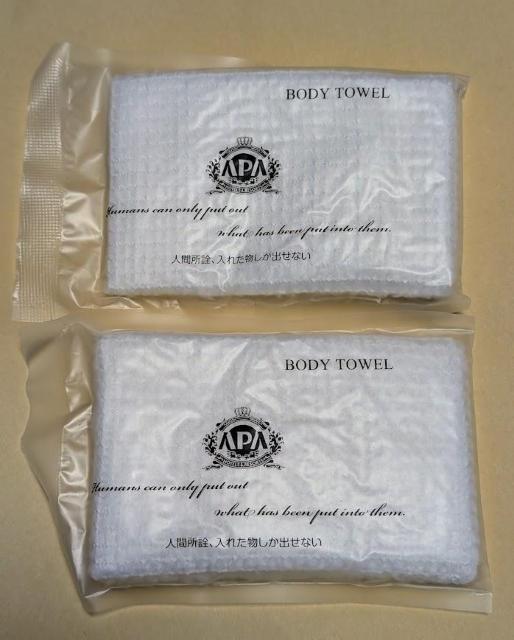 BODY TOWEL
APA
Humans can only put out
what has been put into them.
人間所詮、入れた物しか出せない
BODY TOWEL
APA
Humans can only put out
what has been put into them.
人間所詮、入れた物しか出せない